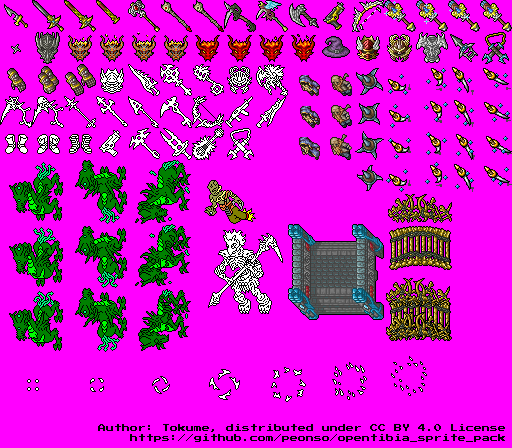 Author: Tokume, distributed under CC BY 4.0 License
https://github.com/peonso/opentibia_sprite_pack